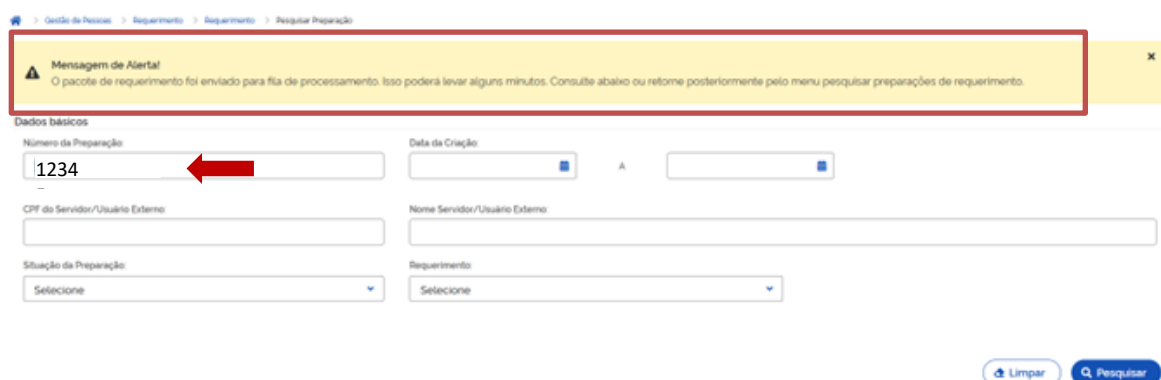 > Gestão de Pessoas > Requerimento > Requerimento > Pesquisar Preparação
Mensagem de Alerta!
O pacote de requerimento foi enviado para fila de processamento. Isso poderá levar alguns minutos. Consulte abaixo ou retorne posteriormente pelo menu pesquisar preparações de requerimento.
Dados básicos
Número da Preparação: Data da Criação:
1234 A
CPF do Servidor/Usuário Externo: Nome Servidor/Usuário Externo:
Situação da Preparação: Requerimento:
Selecione Selecione
Limpar Pesquisar